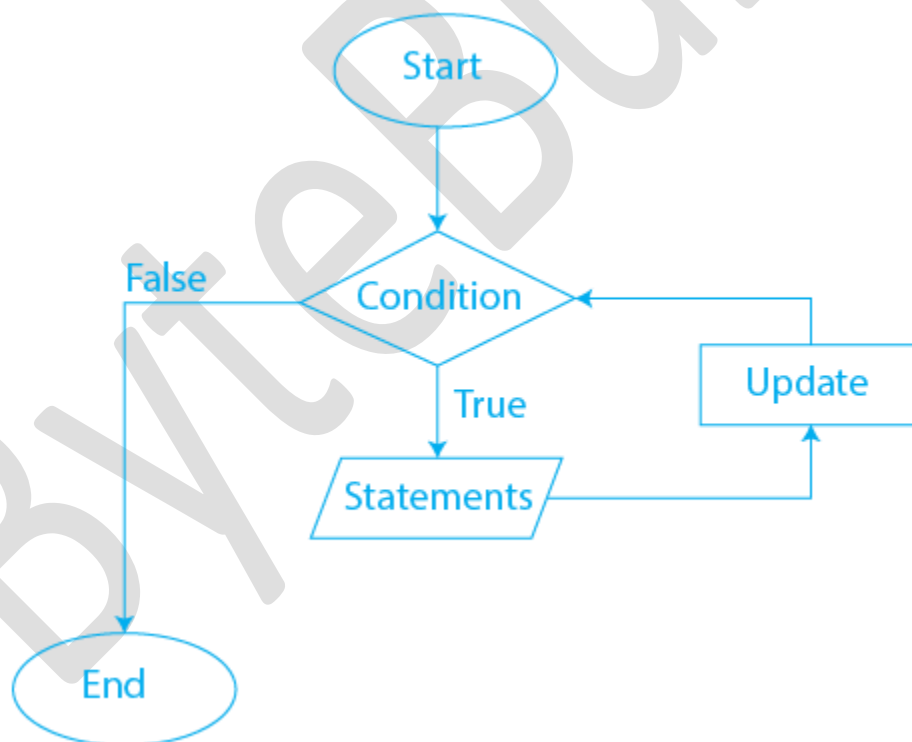 Start
False
Condition
True
Update
Statements
End